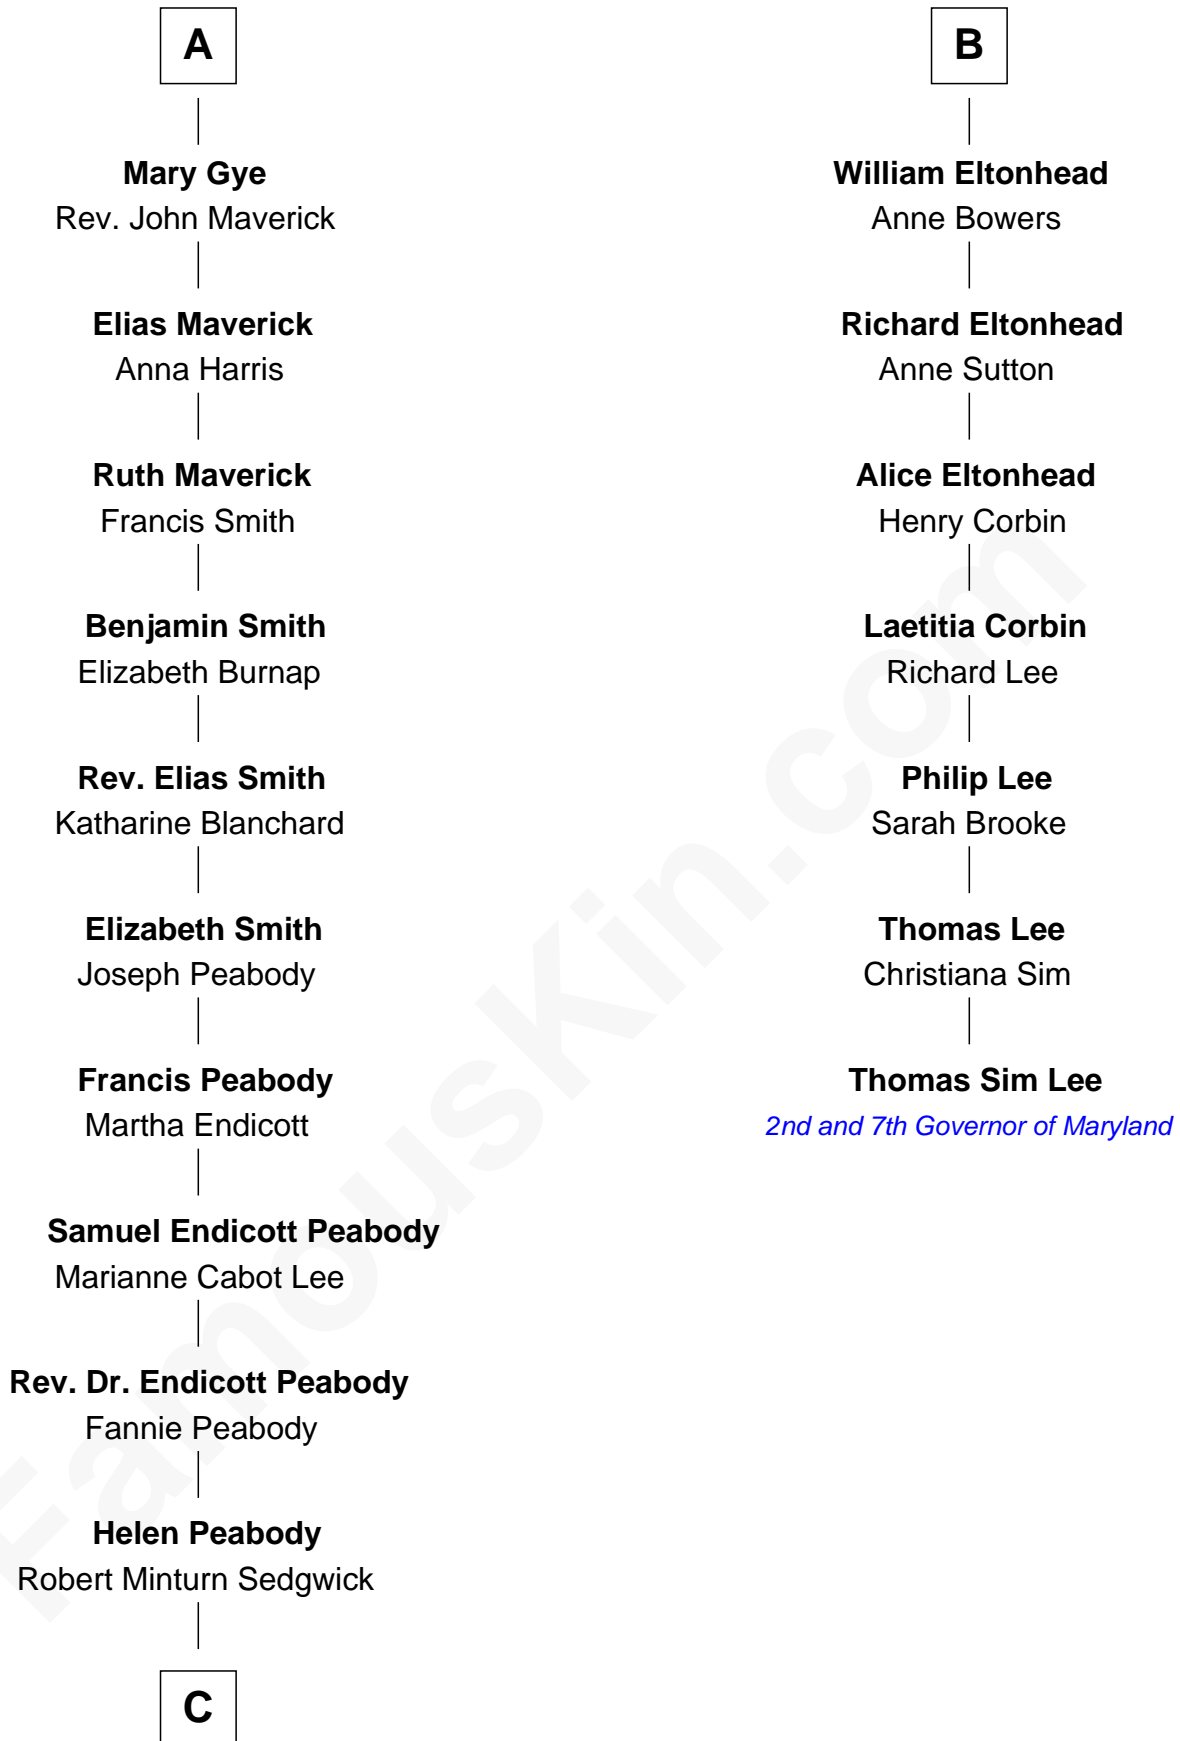 A
Mary Gye
Rev. John Maverick
Elias Maverick
Anna Harris
Ruth Maverick
Francis Smith
Benjamin Smith
Elizabeth Burnap
Rev. Elias Smith
Katharine Blanchard
Elizabeth Smith
Joseph Peabody
Francis Peabody
Martha Endicott
Samuel Endicott Peabody
Marianne Cabot Lee
Rev. Dr. Endicott Peabody
Fannie Peabody
Helen Peabody
Robert Minturn Sedgwick
C
B
William Eltonhead
Anne Bowers
Richard Eltonhead
Anne Sutton
Alice Eltonhead
Henry Corbin
Laetitia Corbin
Richard Lee
Philip Lee
Sarah Brooke
Thomas Lee
Christiana Sim
Thomas Sim Lee
2nd and 7th Governor of Maryland
FamousKin.com